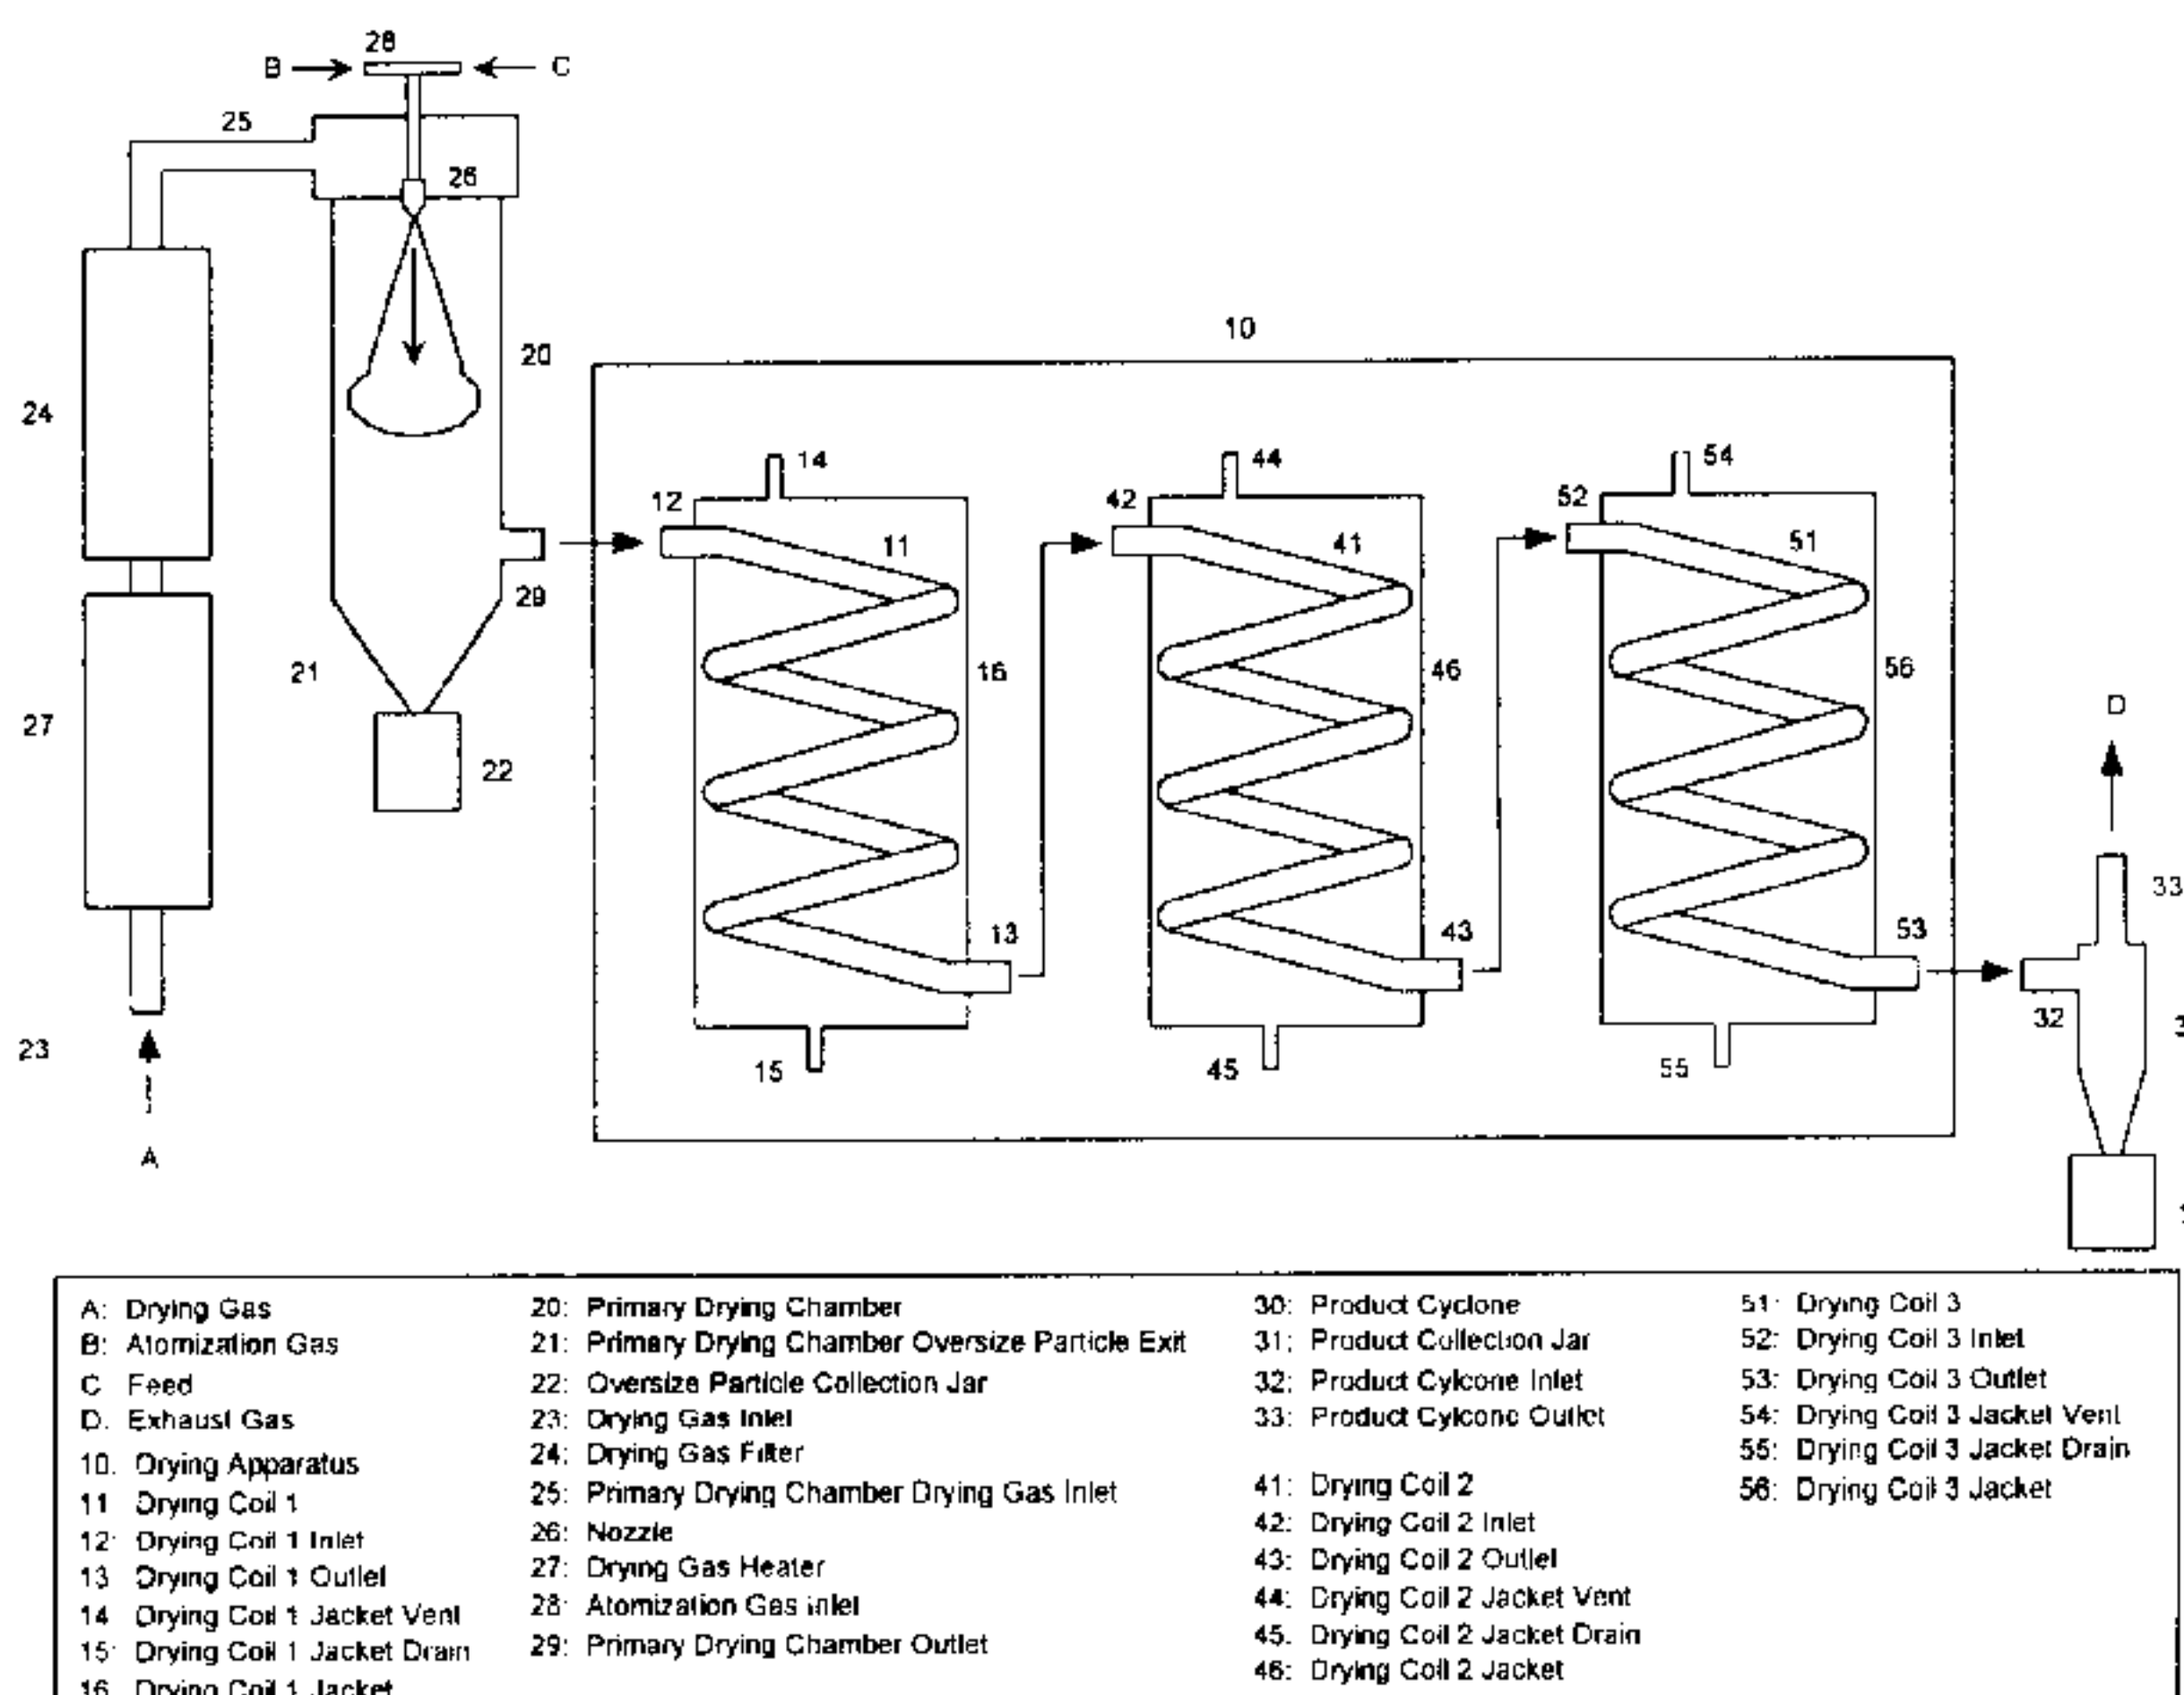 28
B
C
25
26
20
10
24
14
44
54
12
42
52
11
41
51
29
21
16
46
56
27
22
D
33
13
43
53
32
23
15
45
55
A
A: Drying Gas
B: Atomization Gas
C Feed
D. Exhaust Gas
10. Drying Apparatus
11 Drying Coil 1
12: Drying Coil 1 Inlet
13 Drying Coil 1 Outlet
14 Drying Coil 1 Jacket Vent
15: Drying Coil 1 Jacket Drain
16 Drying Coil 1 Jacket
20: Primary Drying Chamber
21: Primary Drying Chamber Oversize Particle Exit
22: Oversize Particle Collection Jar
23: Drying Gas Inlet
24: Drying Gas Filter
25: Primary Drying Chamber Drying Gas Inlet
26: Nozzle
27: Drying Gas Heater
28: Atomization Gas inlet
29: Primary Drying Chamber Outlet
30: Product Cyclone
31: Product Collection Jar
32: Product Cylcone Inlet
33: Product Cylcone Outlet
41: Drying Coil 2
42: Drying Coil 2 Inlet
43: Drying Coil 2 Outlet
44: Drying Coil 2 Jacket Vent
45. Drying Coil 2 Jacket Drain
46: Drying Coil 2 Jacket
51: Drying Coil 3
52: Drying Coil 3 Inlet
53: Drying Coil 3 Outlet
54: Drying Coil 3 Jacket Vent
55: Drying Coil 3 Jacket Drain
56: Drying Coil 3 Jacket